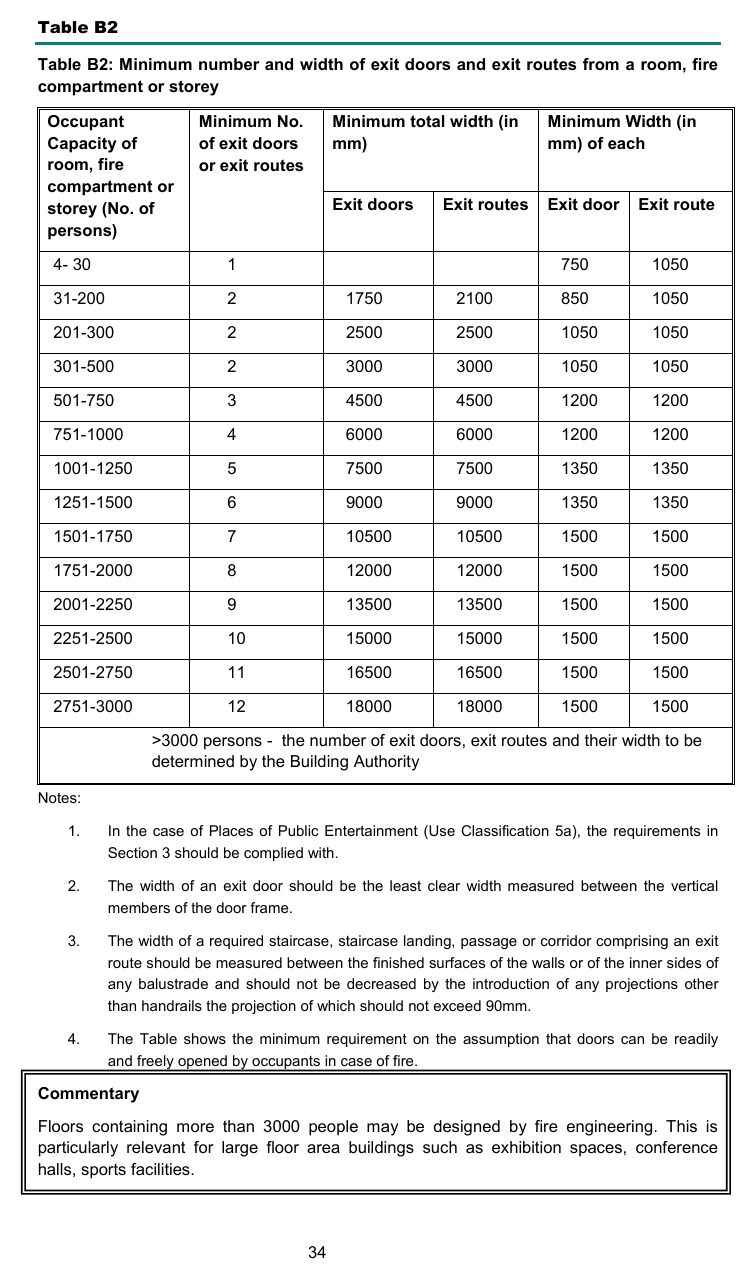 Table B2
Table B2: Minimum number and width of exit doors and exit routes from a room, fire
compartment or storey
Occupant Capacity of room, fire compartment or storey (No. of persons) | Minimum No. of exit doors or exit routes | Minimum total width (in mm) | Minimum Width (in mm) of each
Exit doors | Exit routes | Exit door | Exit route
4- 30 | 1 | | | 750 | 1050
31-200 | 2 | 1750 | 2100 | 850 | 1050
201-300 | 2 | 2500 | 2500 | 1050 | 1050
301-500 | 2 | 3000 | 3000 | 1050 | 1050
501-750 | 3 | 4500 | 4500 | 1200 | 1200
751-1000 | 4 | 6000 | 6000 | 1200 | 1200
1001-1250 | 5 | 7500 | 7500 | 1350 | 1350
1251-1500 | 6 | 9000 | 9000 | 1350 | 1350
1501-1750 | 7 | 10500 | 10500 | 1500 | 1500
1751-2000 | 8 | 12000 | 12000 | 1500 | 1500
2001-2250 | 9 | 13500 | 13500 | 1500 | 1500
2251-2500 | 10 | 15000 | 15000 | 1500 | 1500
2501-2750 | 11 | 16500 | 16500 | 1500 | 1500
2751-3000 | 12 | 18000 | 18000 | 1500 | 1500
>3000 persons - the number of exit doors, exit routes and their width to be
determined by the Building Authority
Notes:
1. In the case of Places of Public Entertainment (Use Classification 5a), the requirements in
Section 3 should be complied with.
2. The width of an exit door should be the least clear width measured between the vertical
members of the door frame.
3. The width of a required staircase, staircase landing, passage or corridor comprising an exit
route should be measured between the finished surfaces of the walls or of the inner sides of
any balustrade and should not be decreased by the introduction of any projections other
than handrails the projection of which should not exceed 90mm.
4. The Table shows the minimum requirement on the assumption that doors can be readily
and freely opened by occupants in case of fire.
Commentary
Floors containing more than 3000 people may be designed by fire engineering. This is
particularly relevant for large floor area buildings such as exhibition spaces, conference
halls, sports facilities.
34